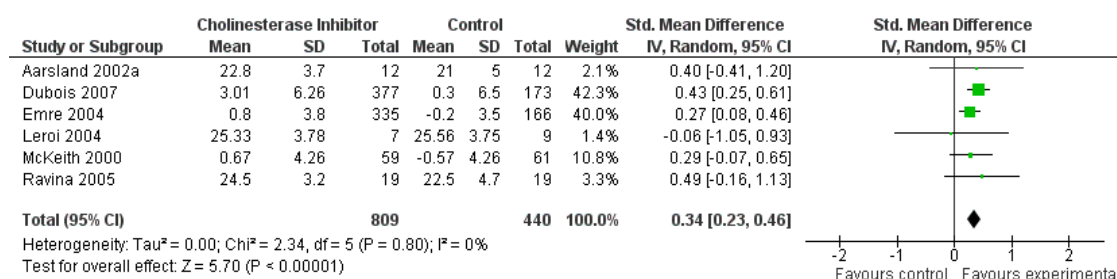 Cholinesterase Inhibitor Control Std. Mean Difference Std. Mean Difference
Study or Subgroup Mean SD Total Mean SD Total Weight IV, Random, 95% CI IV, Random, 95% CI
Aarsland 2002a 22.8 3.7 12 21 5 12 2.1% 0.40 [-0.41, 1.20]
Dubois 2007 3.01 6.26 377 0.3 6.5 173 42.3% 0.43 [0.25, 0.61]
Emre 2004 0.8 3.8 335 -0.2 3.5 166 40.0% 0.27 [0.08, 0.46]
Leroi 2004 25.33 3.78 7 25.56 3.75 9 1.4% -0.06 [-1.05, 0.93]
McKeith 2000 0.67 4.26 59 -0.57 4.26 61 10.8% 0.29 [-0.07, 0.65]
Ravina 2005 24.5 3.2 19 22.5 4.7 19 3.3% 0.49 [-0.16, 1.13]
Total (95% CI) 809 440 100.0% 0.34 [0.23, 0.46]
Heterogeneity: Tau² = 0.00; Chi² = 2.34, df = 5 (P = 0.80); I² = 0%
Test for overall effect: Z = 5.70 (P < 0.00001)
-2 -1 0 1 2
Favours control Favours experimenta